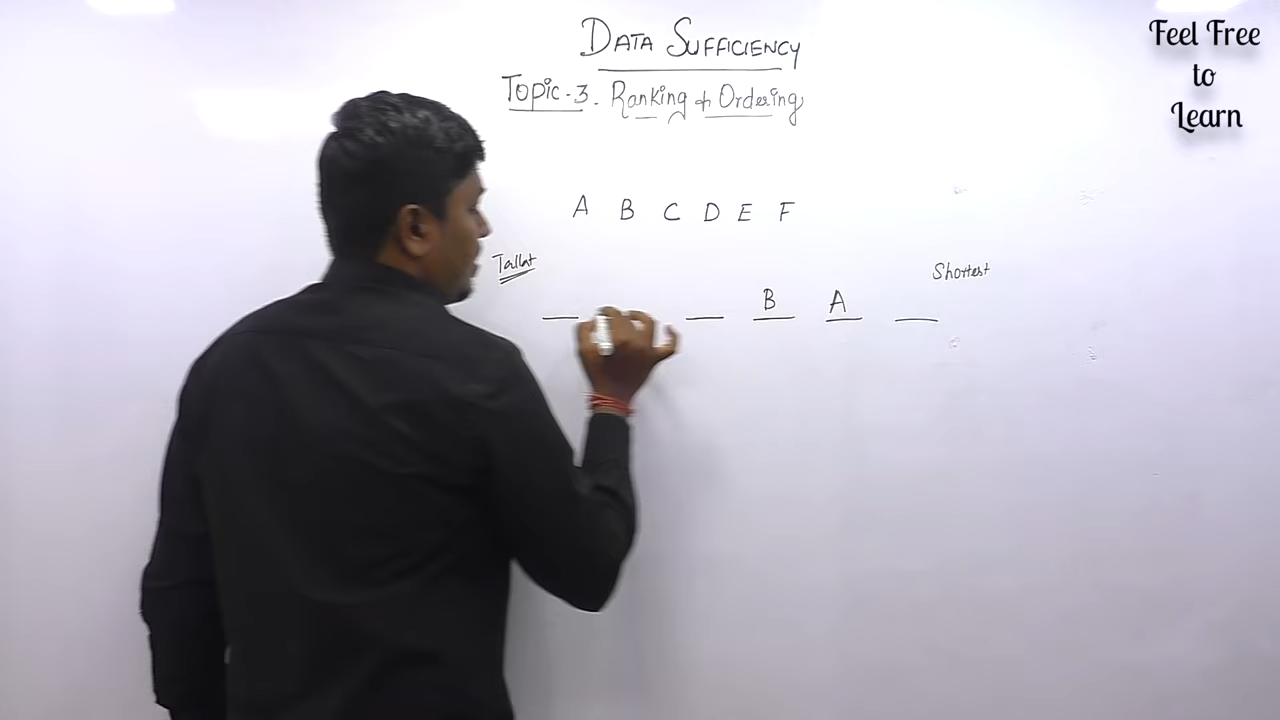 DATA SUFFICIENCY
Topic-3. Ranking & Ordering
A B C D E F
Tallest
Shortest
B A
Feel Free
to
Learn